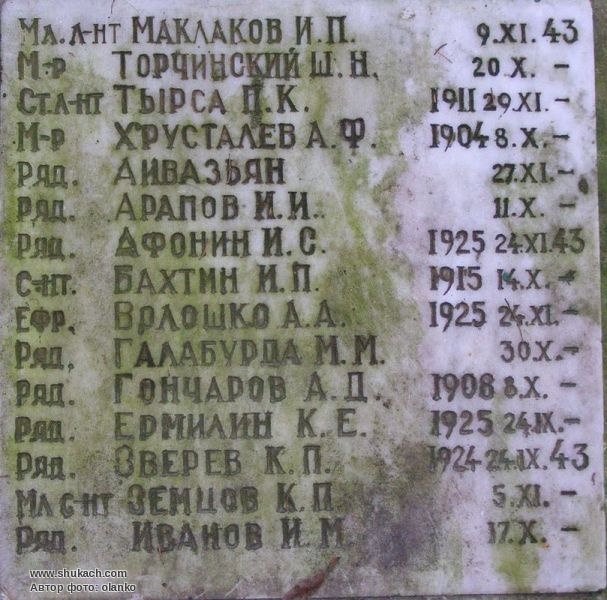 Мл. Л-НТ МАКЛАКОВ И.П. 9.XI.43
М-Р ТОРЧИНСКИЙ Ш.Н. 20.X.–
СТ.Л-НТ ТЫРСА П.К. 1911 29.XI.–
М-Р ХРУСТАЛЕВ А.Ф. 1904 8.X.–
РЯД. АЙВАЗЬЯН 27.XI.–
РЯД. АРАПОВ И.И. 11.X.–
РЯД. АФОНИН И.С. 1925 24.XI.43
С-НТ. БАХТИН И.П. 1915 14.X.–
ЕФР. ВРЛОШКО А.А. 1925 24.XI.–
РЯД. ГАЛАБУРДА М.М. 30.X.–
РЯД. ГОНЧАРОВ А.Д. 1908 8.X.–
РЯД. ЕРМИЛИН К.Е. 1925 24.IX.–
РЯД. ЗВЕРЕВ К.П. 1924 24.IX.43
МЛ С-НТ ЗЕМЦОВ К.П. 5.XI.–
РЯД. ИВАНОВ И.М. 17.X.–
www.shukach.com
Автор фото: olanko